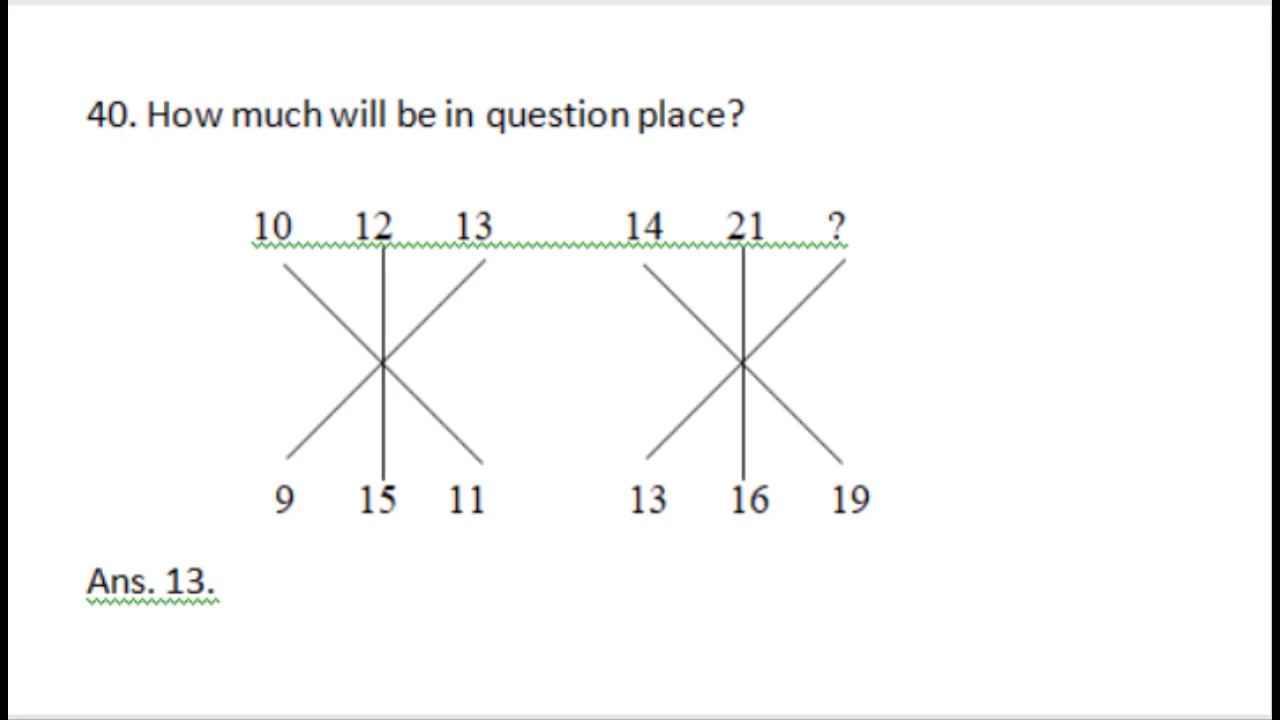 40. How much will be in question place?
10 12 13 14 21 ?
9 15 11 13 16 19
Ans. 13.